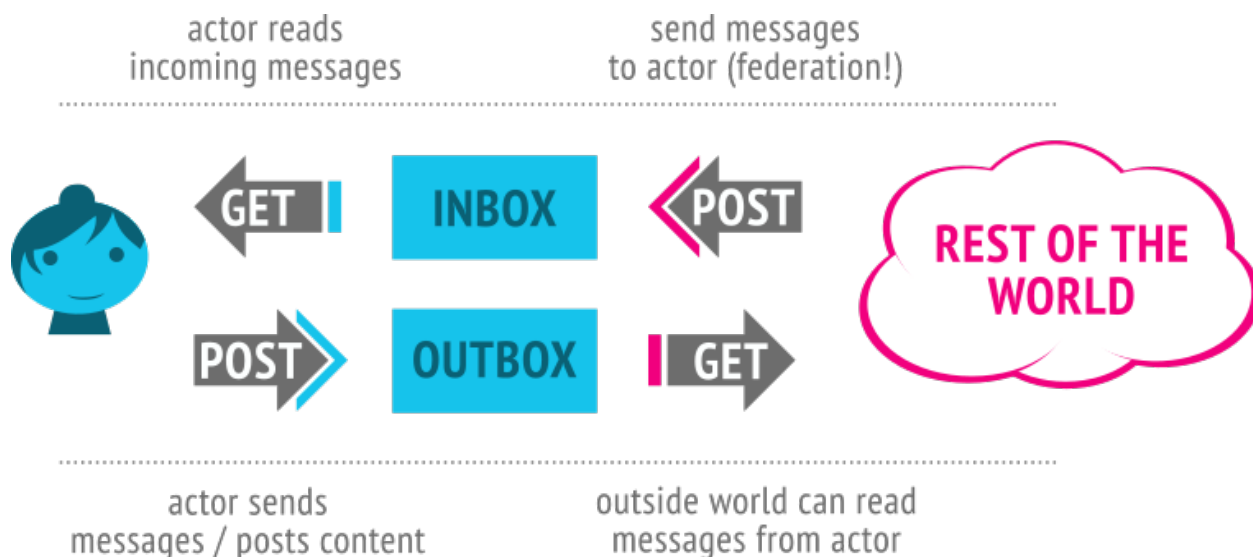 actor reads
incoming messages
send messages
to actor (federation!)
GET
INBOX
POST
REST OF THE
WORLD
POST
OUTBOX
GET
actor sends
messages / posts content
outside world can read
messages from actor